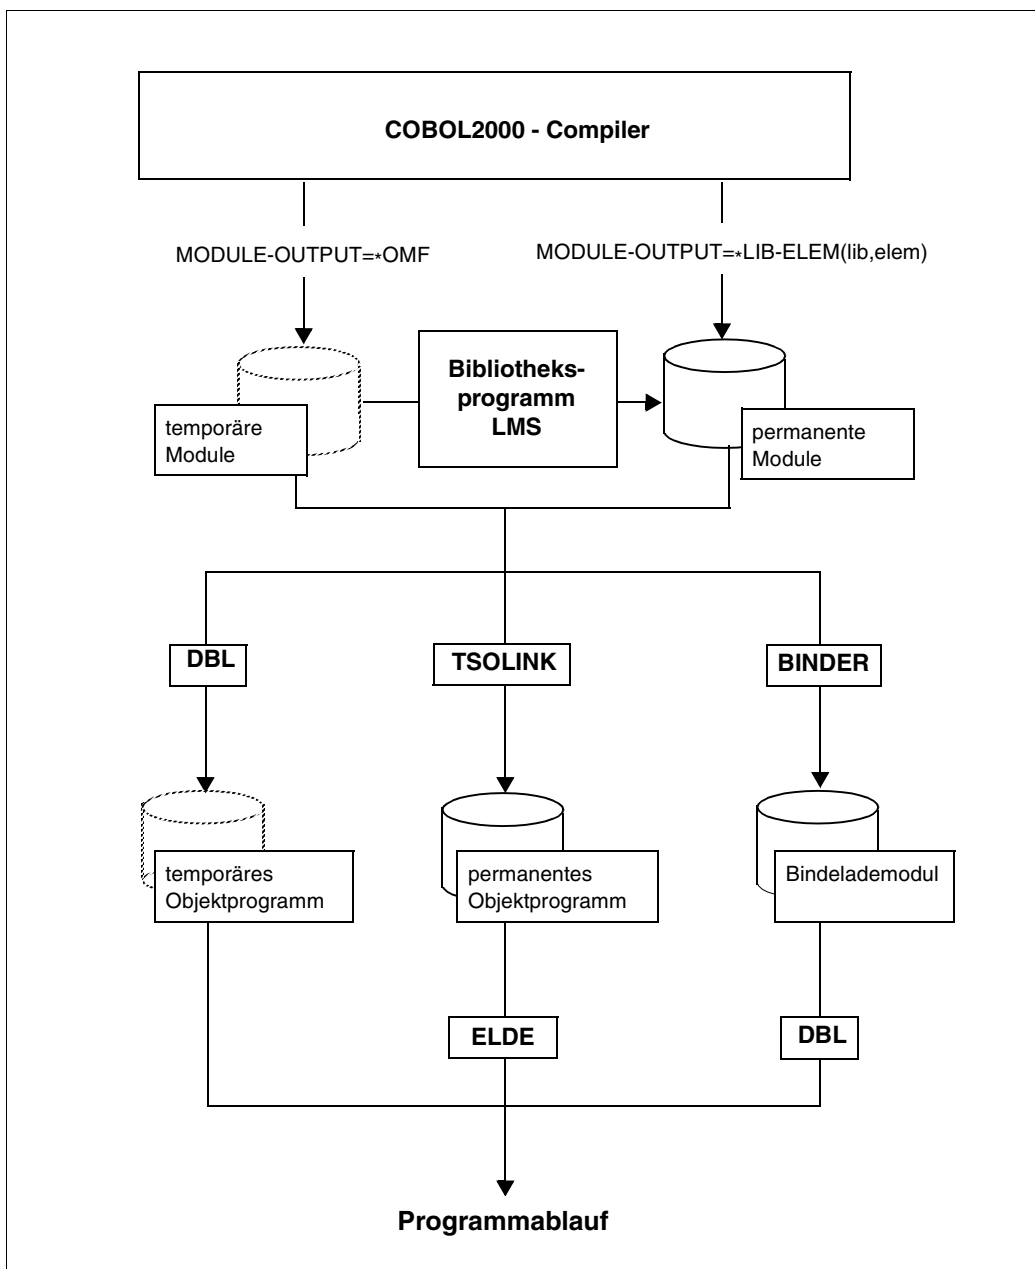 COBOL2000 - Compiler
MODULE-OUTPUT=*OMF
MODULE-OUTPUT=*LIB-ELEM(lib,elem)
Bibliotheks-
programm
LMS
temporäre
Module
permanente
Module
DBL
TSOLINK
BINDER
temporäres
Objektprogramm
permanentes
Objektprogramm
Bindelademodul
ELDE
DBL
Programmablauf